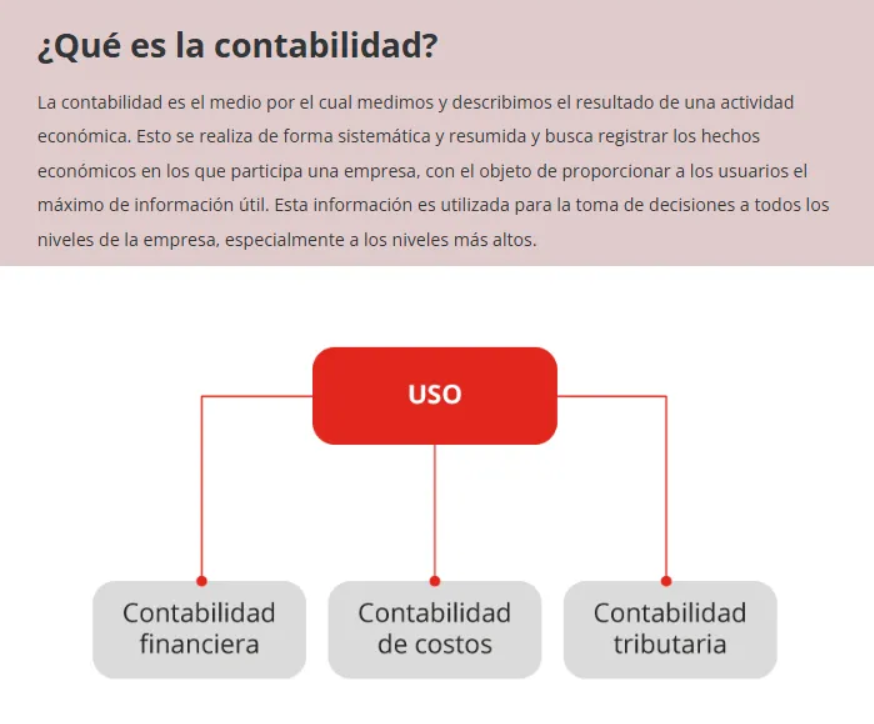 ¿Qué es la contabilidad?
La contabilidad es el medio por el cual medimos y describimos el resultado de una actividad
económica. Esto se realiza de forma sistemática y resumida y busca registrar los hechos
económicos en los que participa una empresa, con el objeto de proporcionar a los usuarios el
máximo de información útil. Esta información es utilizada para la toma de decisiones a todos los
niveles de la empresa, especialmente a los niveles más altos.
USO
Contabilidad
financiera
Contabilidad
de costos
Contabilidad
tributaria